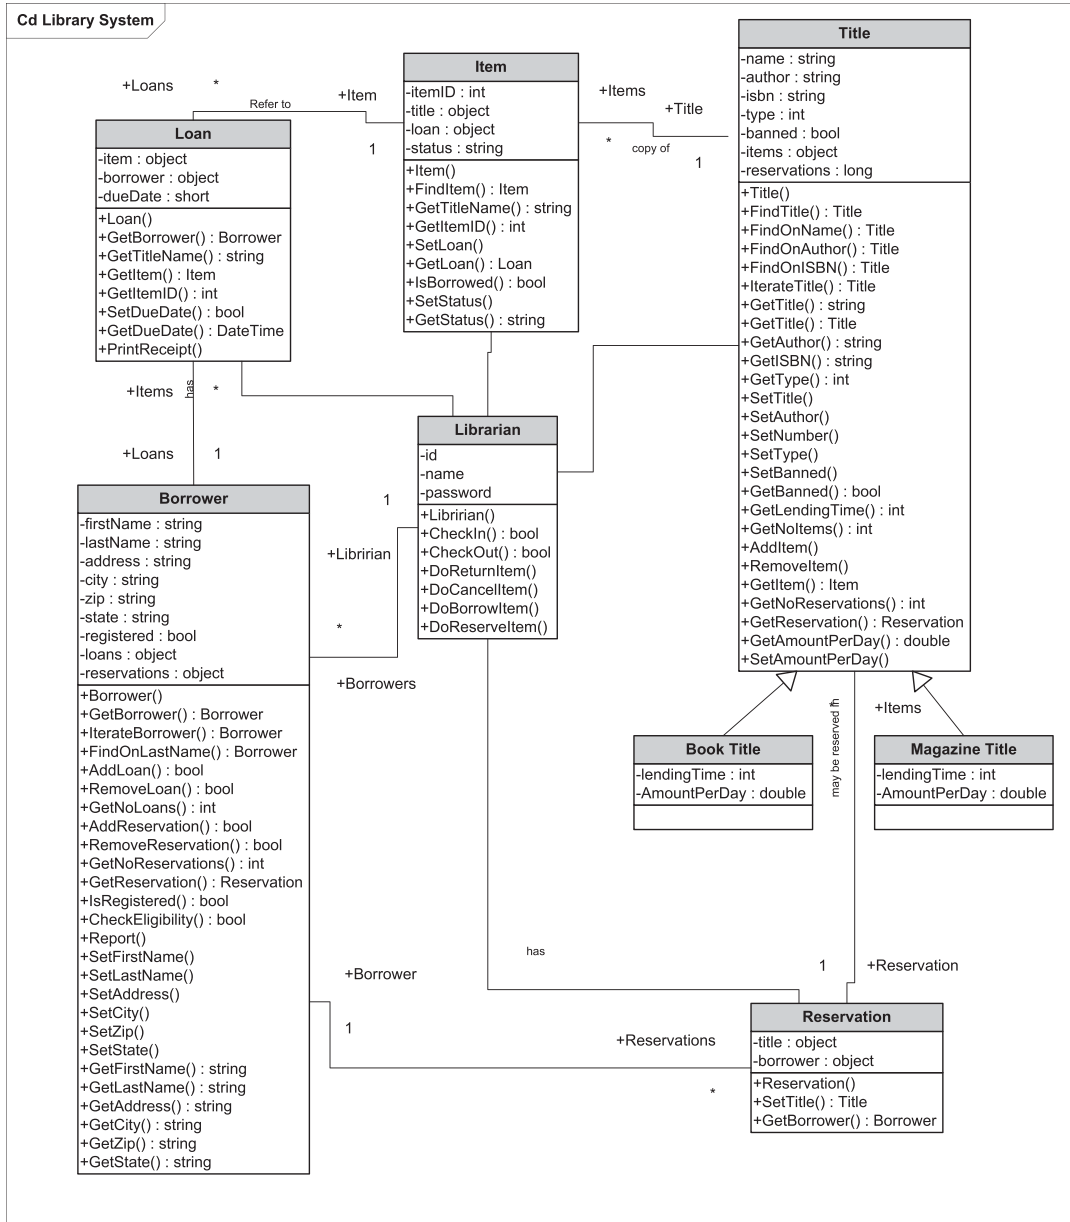 Cd Library System
Title
-name : string
-author : string
-isbn : string
-type : int
-banned : bool
-items : object
-reservations : long
+Title()
+FindTitle() : Title
+FindOnName() : Title
+FindOnAuthor() : Title
+FindOnISBN() : Title
+IterateTitle() : Title
+GetTitle() : string
+GetTitle() : Title
+GetAuthor() : string
+GetISBN() : string
+GetType() : int
+SetTitle()
+SetAuthor()
+SetNumber()
+SetType()
+SetBanned()
+GetBanned() : bool
+GetLendingTime() : int
+GetNoItems() : int
+AddItem()
+RemoveItem()
+GetItem() : Item
+GetNoReservations() : int
+GetReservation() : Reservation
+GetAmountPerDay() : double
+SetAmountPerDay()
Item
-itemID : int
-title : object
-loan : object
-status : string
+Item()
+FindItem() : Item
+GetTitleName() : string
+GetItemID() : int
+SetLoan()
+GetLoan() : Loan
+IsBorrowed() : bool
+SetStatus()
+GetStatus() : string
+Items
+Title
*
copy of
1
+Loans
*
Refer to
+Item
1
Loan
-item : object
-borrower : object
-dueDate : short
+Loan()
+GetBorrower() : Borrower
+GetTitleName() : string
+GetItem() : Item
+GetItemID() : int
+SetDueDate() : bool
+GetDueDate() : DateTime
+PrintReceipt()
+Items
has
*
+Loans
1
Librarian
-id
-name
-password
+Libririan()
+CheckIn() : bool
+CheckOut() : bool
+DoReturnItem()
+DoCancelItem()
+DoBorrowItem()
+DoReserveItem()
1
+Libririan
*
+Borrowers
Borrower
-firstName : string
-lastName : string
-address : string
-city : string
-zip : string
-state : string
-registered : bool
-loans : object
-reservations : object
+Borrower()
+GetBorrower() : Borrower
+IterateBorrower() : Borrower
+FindOnLastName() : Borrower
+AddLoan() : bool
+RemoveLoan() : bool
+GetNoLoans() : int
+AddReservation() : bool
+RemoveReservation() : bool
+GetNoReservations() : int
+GetReservation() : Reservation
+IsRegistered() : bool
+CheckEligibility() : bool
+Report()
+SetFirstName()
+SetLastName()
+SetAddress()
+SetCity()
+SetZip()
+SetState()
+GetFirstName() : string
+GetLastName() : string
+GetAddress() : string
+GetCity() : string
+GetZip() : string
+GetState() : string
Book Title
-lendingTime : int
-AmountPerDay : double
*
may be reserved in
+Items
Magazine Title
-lendingTime : int
-AmountPerDay : double
has
1
+Reservation
+Borrower
1
+Reservations
*
Reservation
-title : object
-borrower : object
+Reservation()
+SetTitle() : Title
+GetBorrower() : Borrower